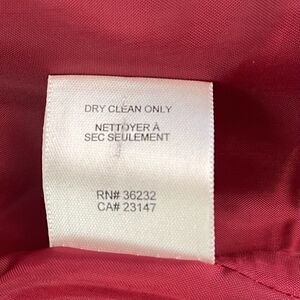 DRY CLEAN ONLY
NETTOYER À
SEC SEULEMENT
RN# 36232
CA# 23147